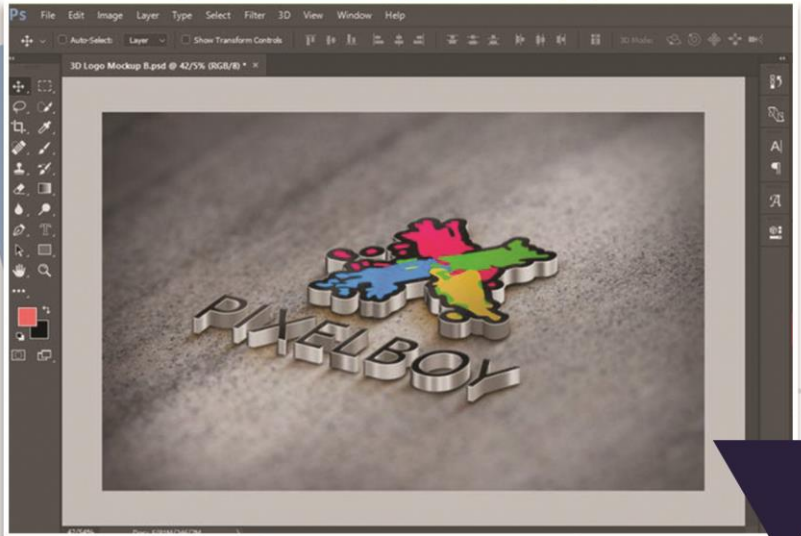 Ps File Edit Image Layer Type Select Filter 3D View Window Help
Auto-Select: Layer Show Transform Controls 3D Mode:
3D Logo Mockup B.psd @ 42/5% (RGB/8) * ×
PIXELBOY